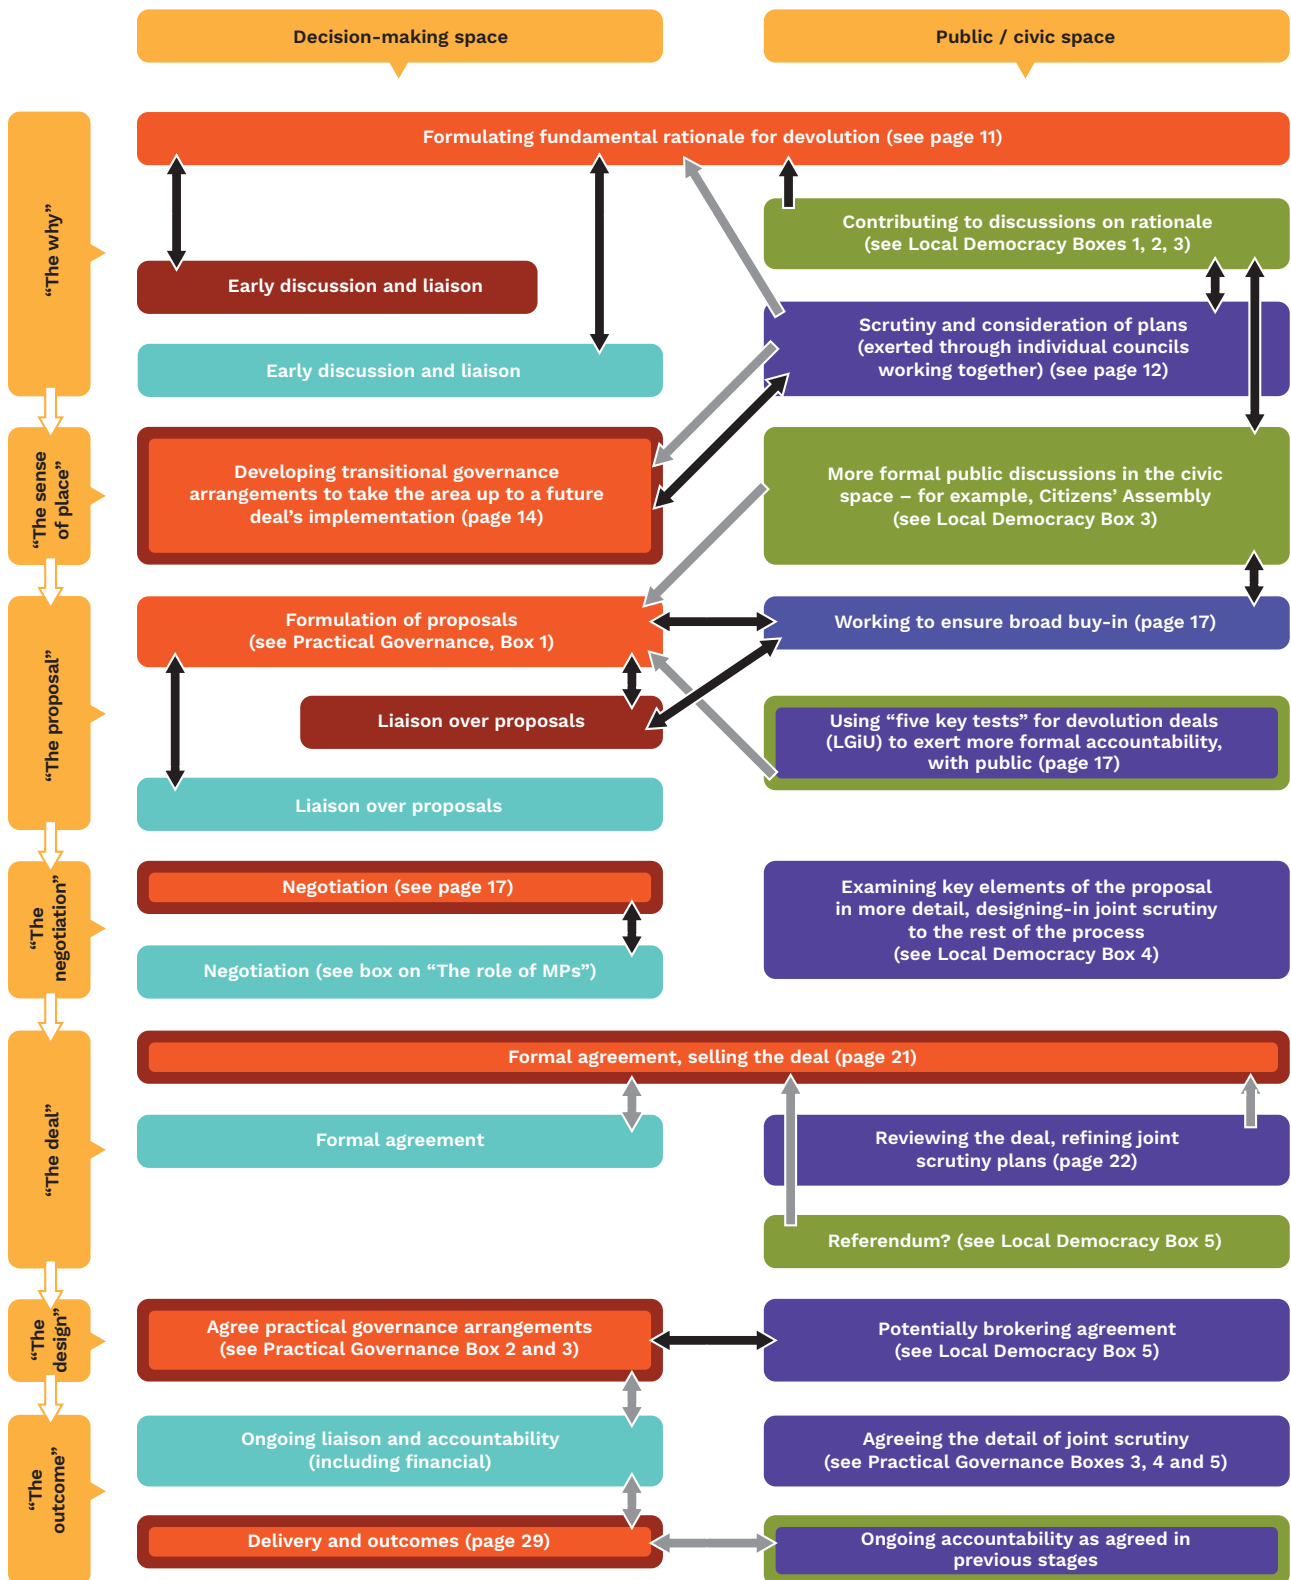 Decision-making space
Public / civic space
“The why”
Formulating fundamental rationale for devolution (see page 11)
Contributing to discussions on rationale
(see Local Democracy Boxes 1, 2, 3)
Early discussion and liaison
Scrutiny and consideration of plans
(exerted through individual councils
working together) (see page 12)
Early discussion and liaison
“The sense
of place”
Developing transitional governance
arrangements to take the area up to a future
deal’s implementation (page 14)
More formal public discussions in the civic
space – for example, Citizens’ Assembly
(see Local Democracy Box 3)
“The proposal”
Formulation of proposals
(see Practical Governance, Box 1)
Working to ensure broad buy-in (page 17)
Liaison over proposals
Using “five key tests” for devolution deals
(LGiU) to exert more formal accountability,
with public (page 17)
Liaison over proposals
“The
negotiation”
Negotiation (see page 17)
Examining key elements of the proposal
in more detail, designing-in joint scrutiny
to the rest of the process
(see Local Democracy Box 4)
Negotiation (see box on “The role of MPs”)
“The deal”
Formal agreement, selling the deal (page 21)
Formal agreement
Reviewing the deal, refining joint
scrutiny plans (page 22)
Referendum? (see Local Democracy Box 5)
“The
design”
Agree practical governance arrangements
(see Practical Governance Box 2 and 3)
Potentially brokering agreement
(see Local Democracy Box 5)
“The
outcome”
Ongoing liaison and accountability
(including financial)
Agreeing the detail of joint scrutiny
(see Practical Governance Boxes 3, 4 and 5)
Delivery and outcomes (page 29)
Ongoing accountability as agreed in
previous stages